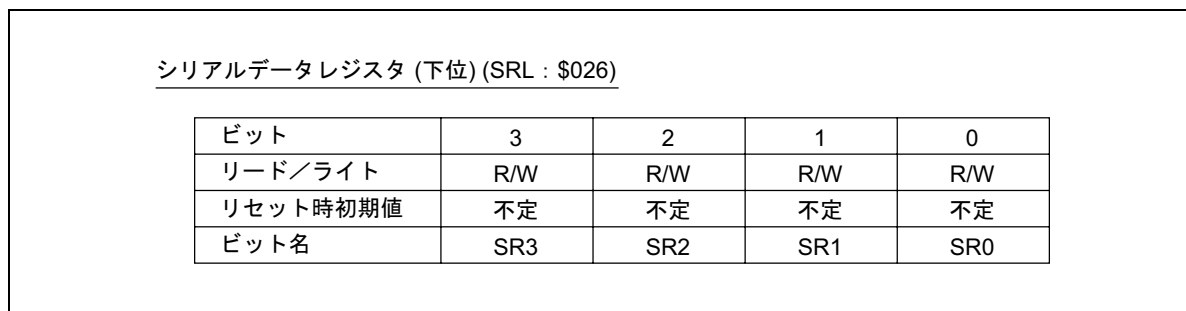 シリアルデータレジスタ (下位) (SRL : $026)
ビット 3 2 1 0
リード／ライト R/W R/W R/W R/W
リセット時初期値 不定 不定 不定 不定
ビット名 SR3 SR2 SR1 SR0